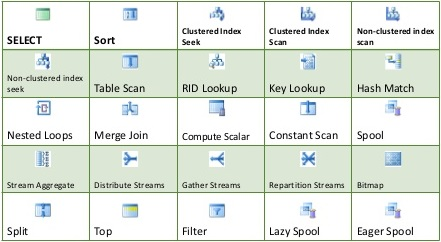 SELECT
Sort
Clustered Index
Seek
Clustered Index
Scan
Non-clustered index
scan
Non-clustered index
seek
Table Scan
RID Lookup
Key Lookup
Hash Match
Nested Loops
Merge Join
Compute Scalar
Constant Scan
Spool
Stream Aggregate
Distribute Streams
Gather Streams
Repartition Streams
Bitmap
Split
Top
Filter
Lazy Spool
Eager Spool